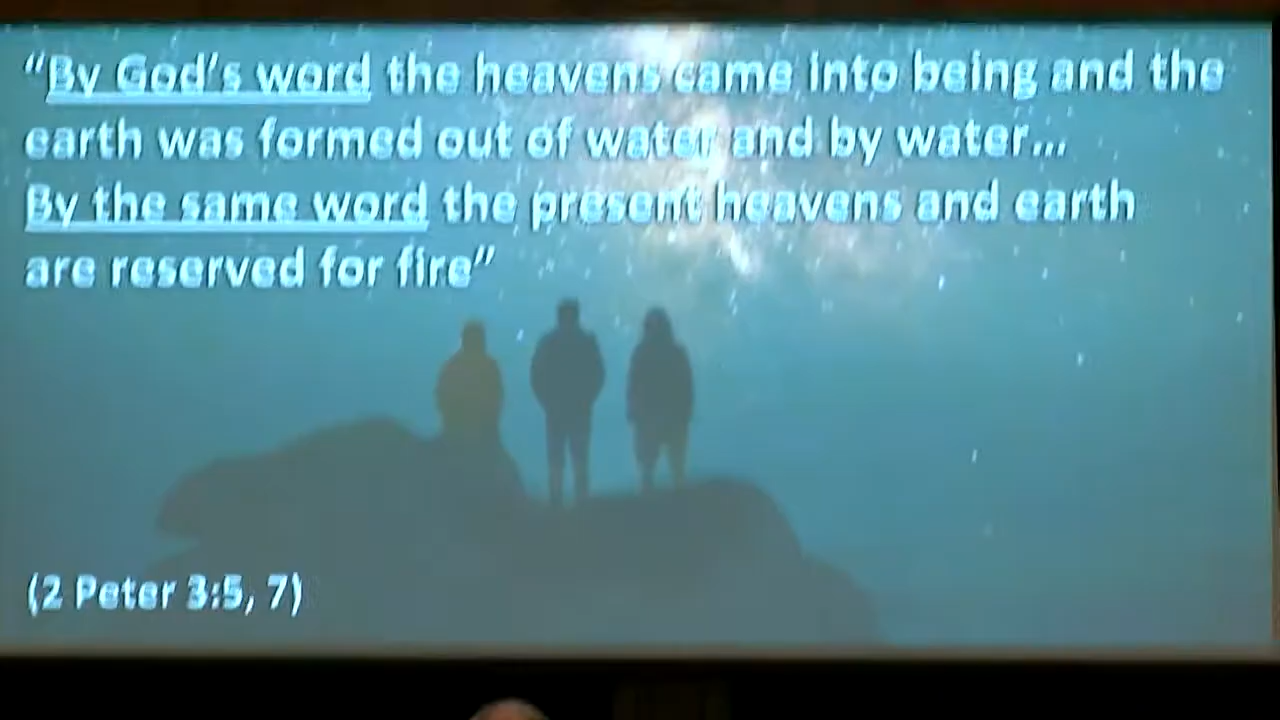 “By God's word the heavens came into being and the
earth was formed out of water and by water...
By the same word the present heavens and earth
are reserved for fire”
(2 Peter 3:5, 7)